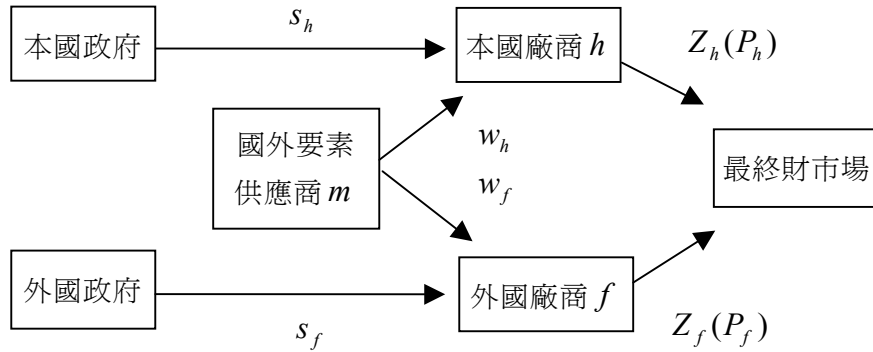 s_h
本國政府
本國廠商 h
Z_h(P_h)
國外要素
供應商 m
w_h
w_f
最終財市場
外國政府
外國廠商 f
s_f
Z_f(P_f)